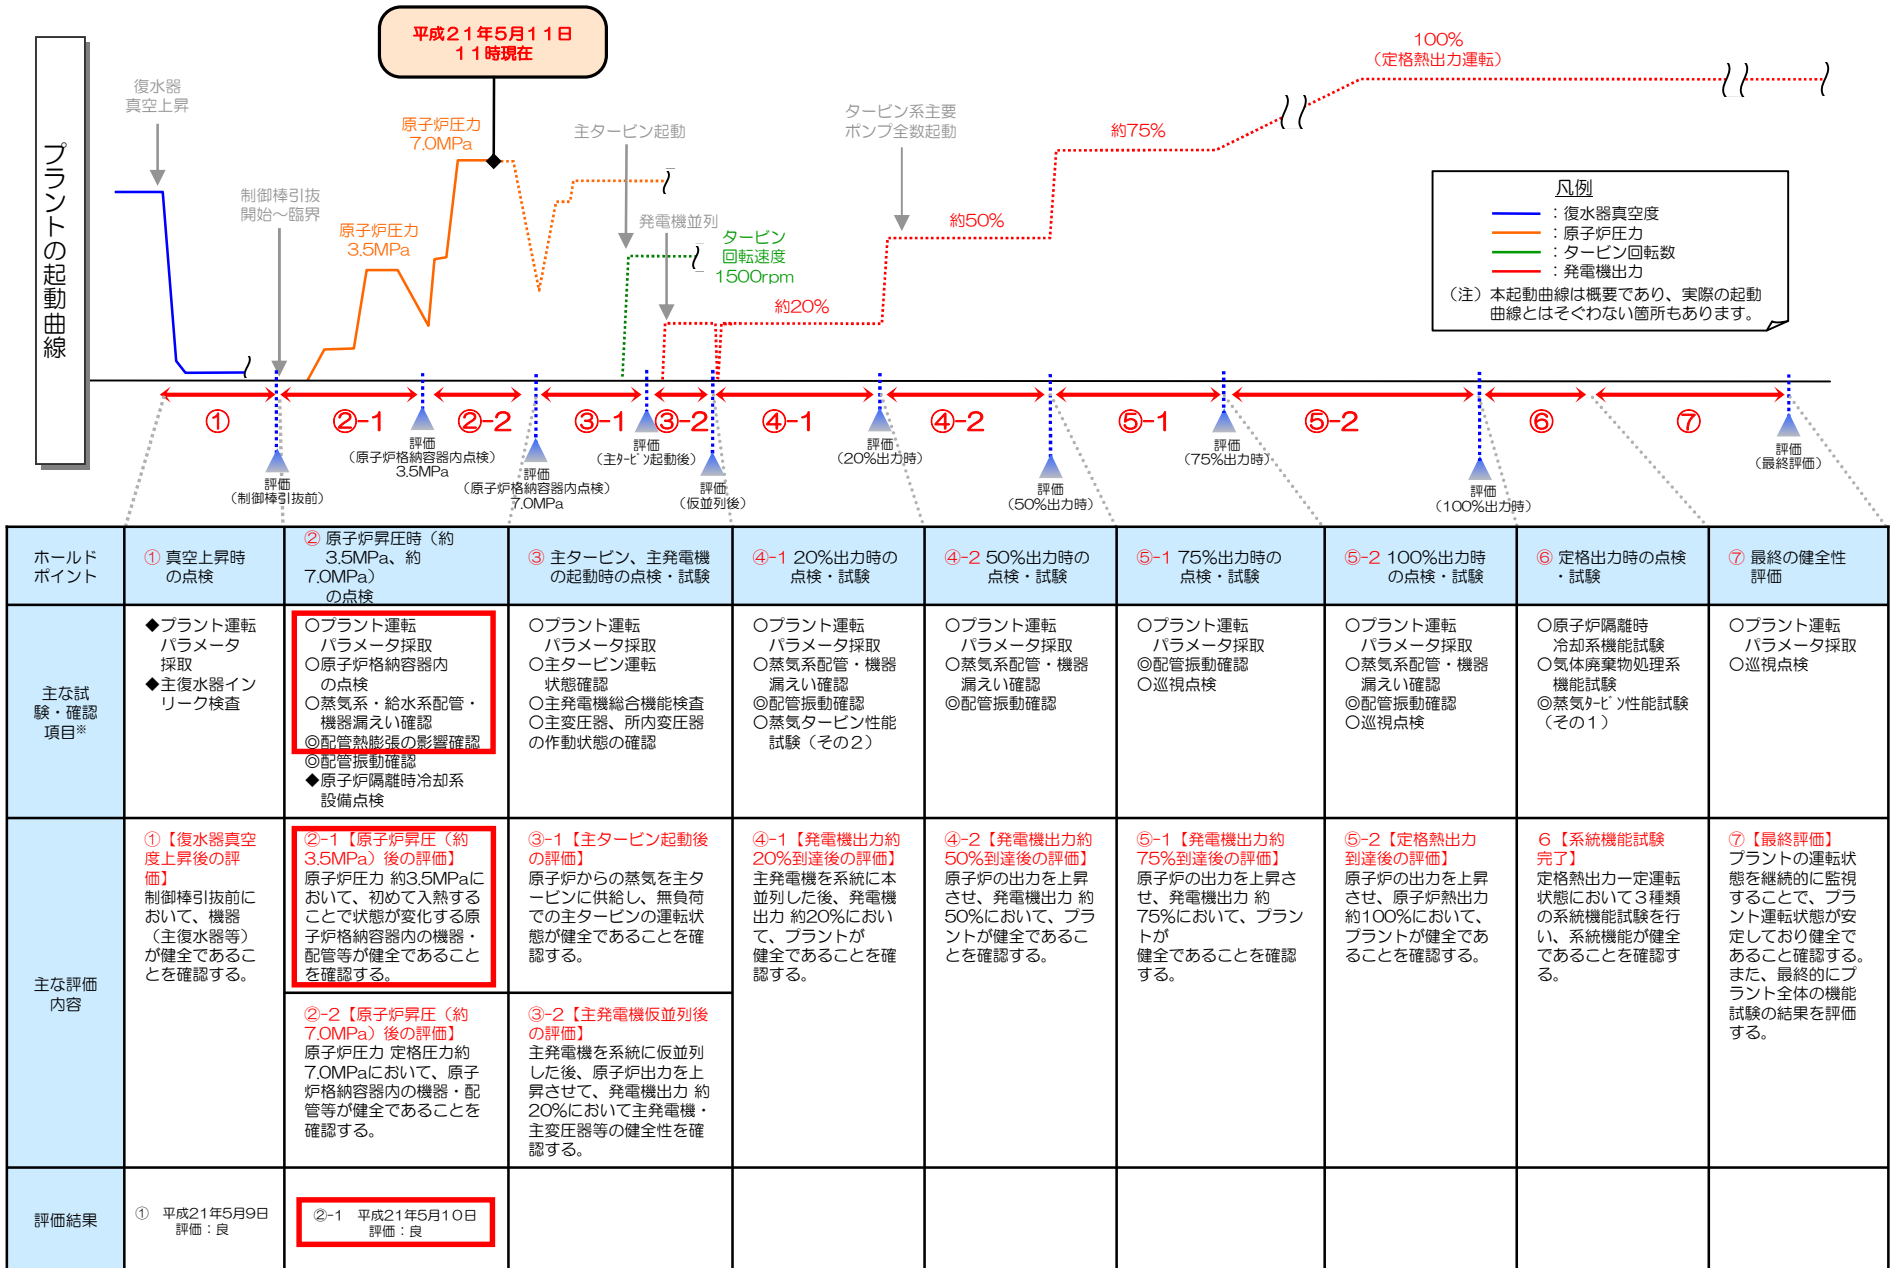 プラントの起動曲線
平成21年5月11日
11時現在
復水器
真空上昇
制御棒引抜
開始～臨界
原子炉圧力
3.5MPa
原子炉圧力
7.0MPa
主タービン起動
発電機並列
タービン
回転速度
1500rpm
タービン系主要
ポンプ全数起動
約20%
約50%
約75%
100%
（定格熱出力運転）
凡例
：復水器真空度
：原子炉圧力
：タービン回転数
：発電機出力
（注）本起動曲線は概要であり、実際の起動
曲線とはそぐわない箇所もあります。
①
②-1
②-2
③-1
③-2
④-1
④-2
⑤-1
⑤-2
⑥
⑦
評価
（制御棒引抜前）
評価
（原子炉格納容器内点検）
3.5MPa
評価
（原子炉格納容器内点検）
7.0MPa
評価
（主ﾀｰﾋﾞﾝ起動後）
評価
（仮並列後）
評価
（20%出力時）
評価
（50%出力時）
評価
（75%出力時）
評価
（100%出力時）
評価
（最終評価）
ホールド
ポイント
① 真空上昇時
の点検
② 原子炉昇圧時（約
3.5MPa、約
7.0MPa）
の点検
③ 主タービン、主発電機
の起動時の点検・試験
④-1 20%出力時の
点検・試験
④-2 50%出力時の
点検・試験
⑤-1 75%出力時の
点検・試験
⑤-2 100%出力時
の点検・試験
⑥ 定格出力時の点検
・試験
⑦ 最終の健全性
評価
主な試
験・確認
項目※
◆プラント運転
パラメータ
採取
◆主復水器イン
リーク検査
○プラント運転
パラメータ採取
○原子炉格納容器内
の点検
○蒸気系・給水系配管・
機器漏えい確認
◎配管熱膨張の影響確認
◎配管振動確認
◆原子炉隔離時冷却系
設備点検
○プラント運転
パラメータ採取
○主タービン運転
状態確認
○主発電機総合機能検査
○主変圧器、所内変圧器
の作動状態の確認
○プラント運転
パラメータ採取
○蒸気系配管・機器
漏えい確認
◎配管振動確認
○蒸気タービン性能
試験（その2）
○プラント運転
パラメータ採取
○蒸気系配管・機器
漏えい確認
◎配管振動確認
○プラント運転
パラメータ採取
◎配管振動確認
○巡視点検
○プラント運転
パラメータ採取
○蒸気系配管・機器
漏えい確認
◎配管振動確認
○巡視点検
○原子炉隔離時
冷却系機能試験
○気体廃棄物処理系
機能試験
◎蒸気ﾀｰﾋﾞﾝ性能試験
（その1）
○プラント運転
パラメータ採取
○巡視点検
主な評価
内容
①【復水器真空
度上昇後の評
価】
制御棒引抜前に
おいて、機器
（主復水器等）
が健全であるこ
とを確認する。
②-1【原子炉昇圧（約
3.5MPa）後の評価】
原子炉圧力 約3.5MPaに
おいて、初めて入熱する
ことで状態が変化する原
子炉格納容器内の機器・
配管等が健全であること
を確認する。
②-2【原子炉昇圧（約
7.0MPa）後の評価】
原子炉圧力 定格圧力約
7.0MPaにおいて、原子
炉格納容器内の機器・配
管等が健全であることを
確認する。
③-1【主タービン起動後
の評価】
原子炉からの蒸気を主タ
ービンに供給し、無負荷
での主タービンの運転状
態が健全であることを確
認する。
③-2【主発電機仮並列後
の評価】
主発電機を系統に仮並列
した後、原子炉出力を上
昇させて、発電機出力 約
20%において主発電機・
主変圧器等の健全性を確
認する。
④-1【発電機出力約
20%到達後の評価】
主発電機を系統に本
並列した後、発電機
出力 約20%におい
て、プラントが
健全であることを確
認する。
④-2【発電機出力約
50%到達後の評価】
原子炉の出力を上昇
させ、発電機出力 約
50%において、プラ
ントが健全であるこ
とを確認する。
⑤-1【発電機出力約
75%到達後の評価】
原子炉の出力を上昇さ
せ、発電機出力 約
75%において、プラン
トが
健全であることを確認
する。
⑤-2【定格熱出力
到達後の評価】
原子炉の出力を上昇
させ、原子炉熱出力
約100%において、
プラントが健全であ
ることを確認する。
6【系統機能試験
完了】
定格熱出力一定運転
状態において3種類
の系統機能試験を行
い、系統機能が健全
であることを確認す
る。
⑦【最終評価】
プラントの運転状
態を継続的に監視
することで、プラ
ント運転状態が安
定しており健全で
あること確認する。
また、最終的にプ
ラント全体の機能
試験の結果を評価
する。
評価結果
① 平成21年5月9日
評価：良
②-1 平成21年5月10日
評価：良